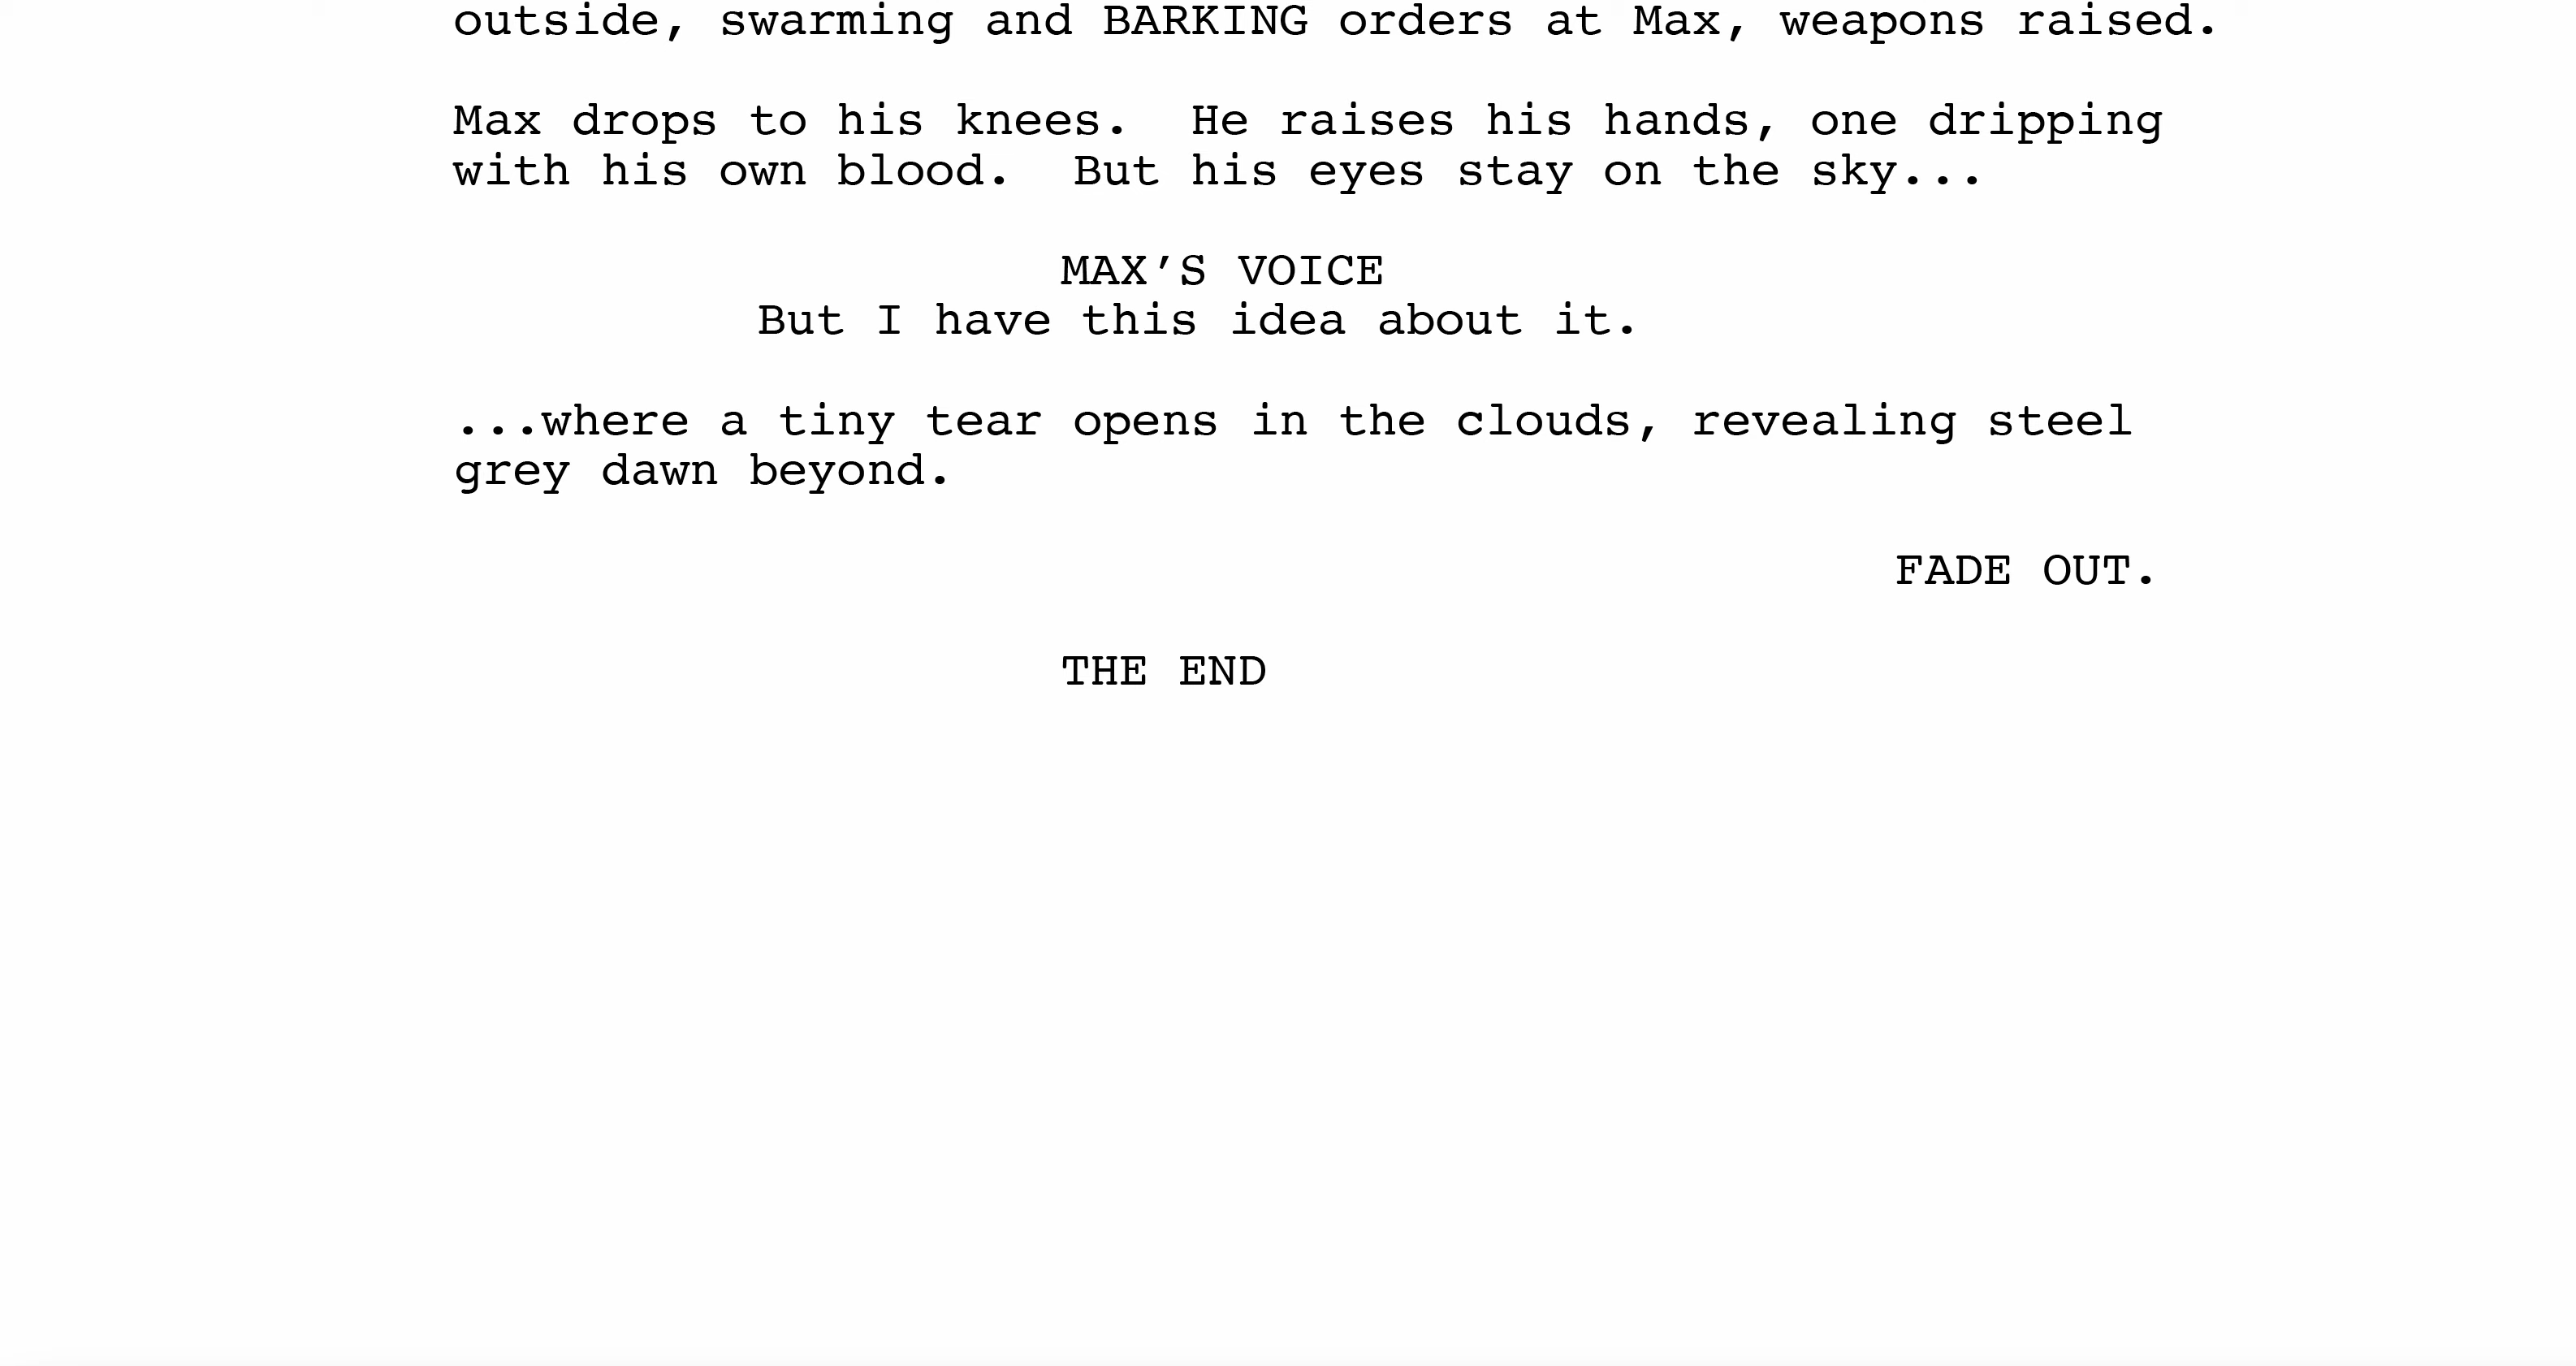 outside, swarming and BARKING orders at Max, weapons raised.
Max drops to his knees.  He raises his hands, one dripping
with his own blood.  But his eyes stay on the sky...
MAX’S VOICE
But I have this idea about it.
...where a tiny tear opens in the clouds, revealing steel
grey dawn beyond.
FADE OUT.
THE END